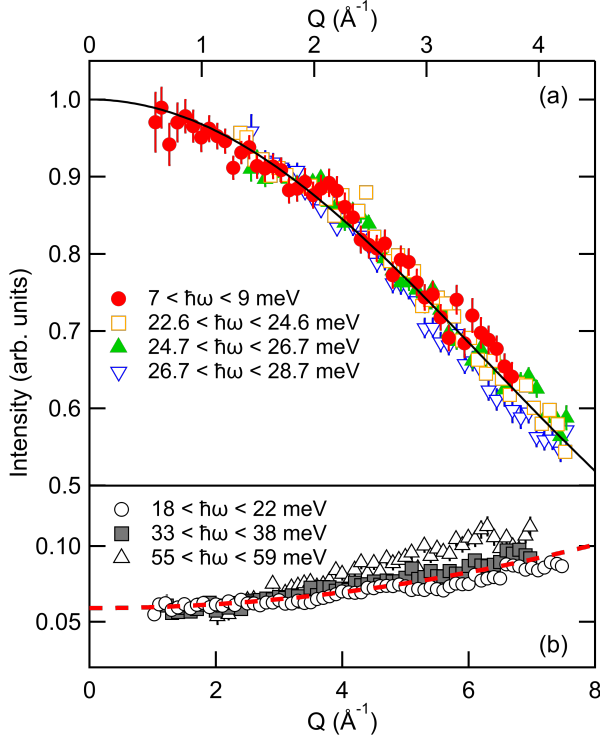 Q (Å⁻¹)
0 1 2 3 4
(a)
1.0
0.9
0.8
0.7
0.6
0.5
Intensity (arb. units)
7 < ħω < 9 meV
22.6 < ħω < 24.6 meV
24.7 < ħω < 26.7 meV
26.7 < ħω < 28.7 meV
18 < ħω < 22 meV
33 < ħω < 38 meV
55 < ħω < 59 meV
0.10
0.05
(b)
0 2 4 6 8
Q (Å⁻¹)